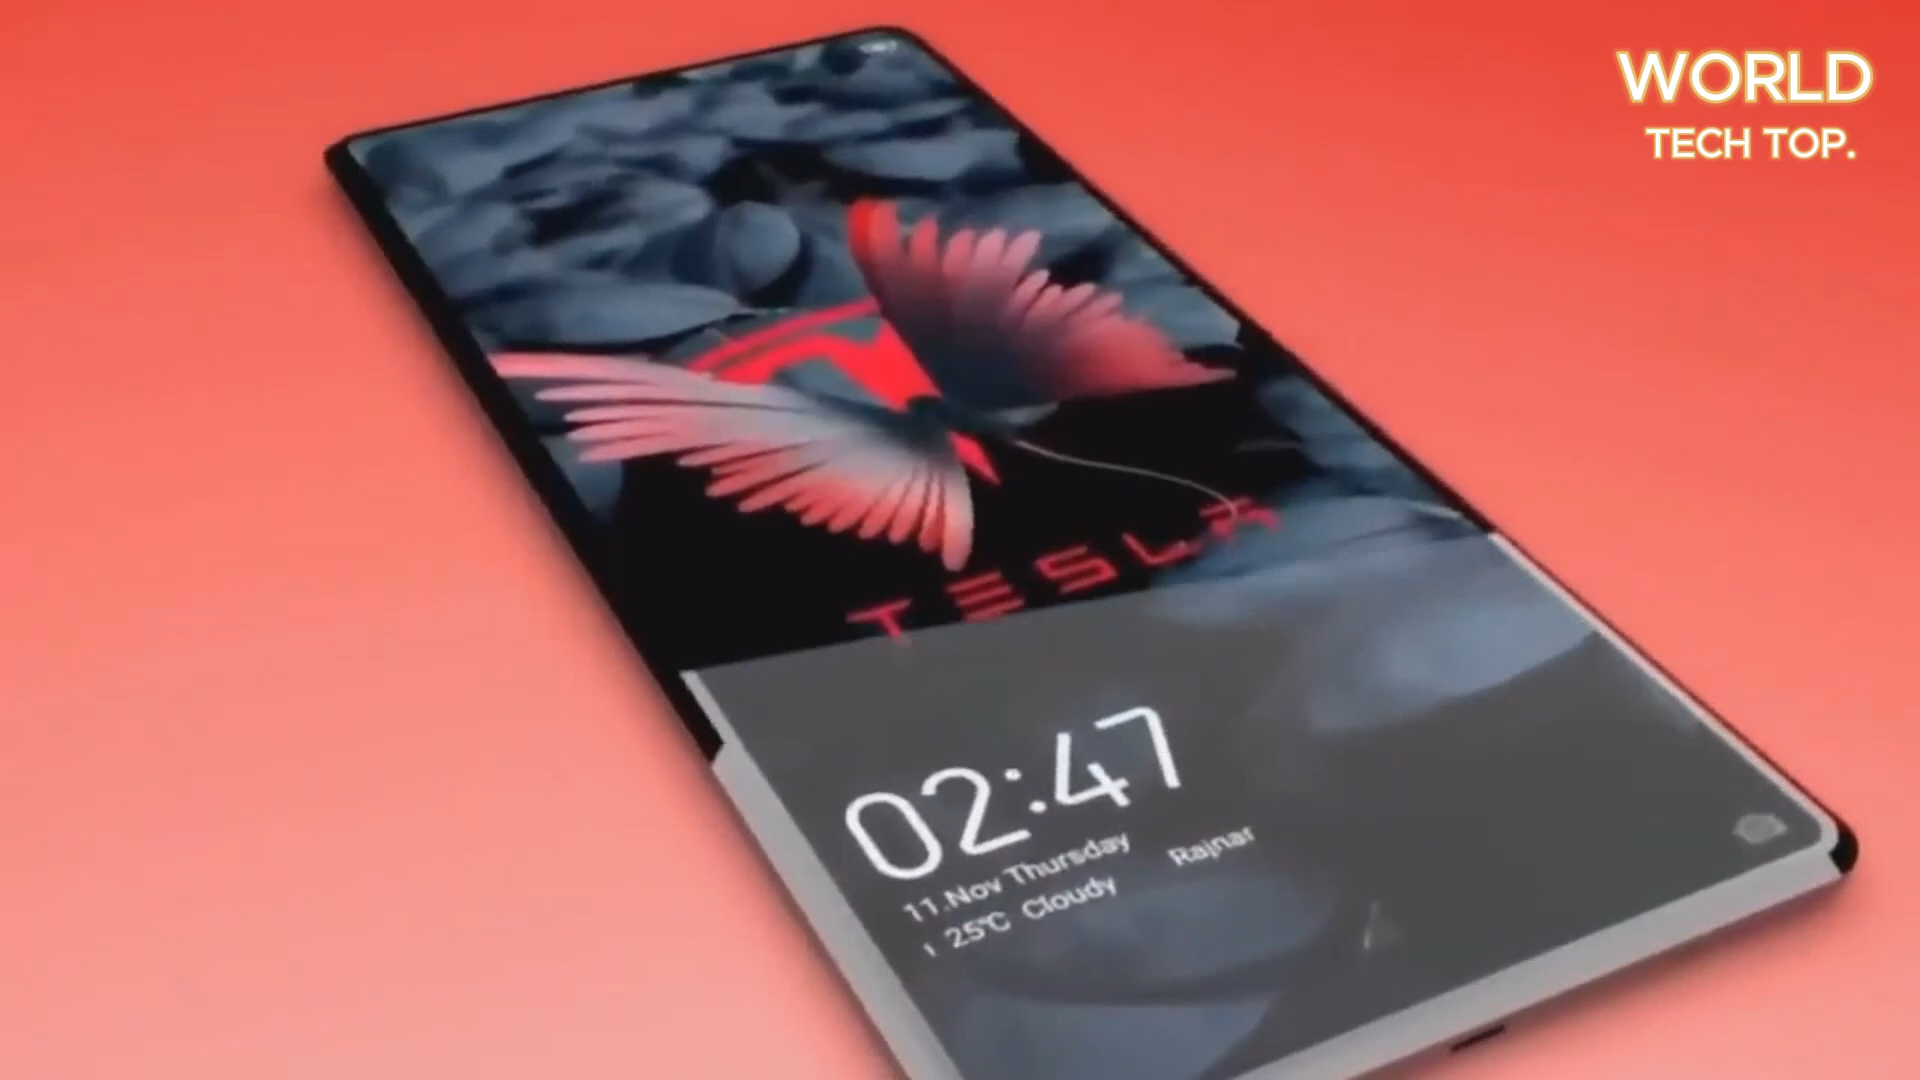 WORLD
TECH TOP.
TESLA
02:47
11.Nov Thursday
25℃ Cloudy
Rajnar